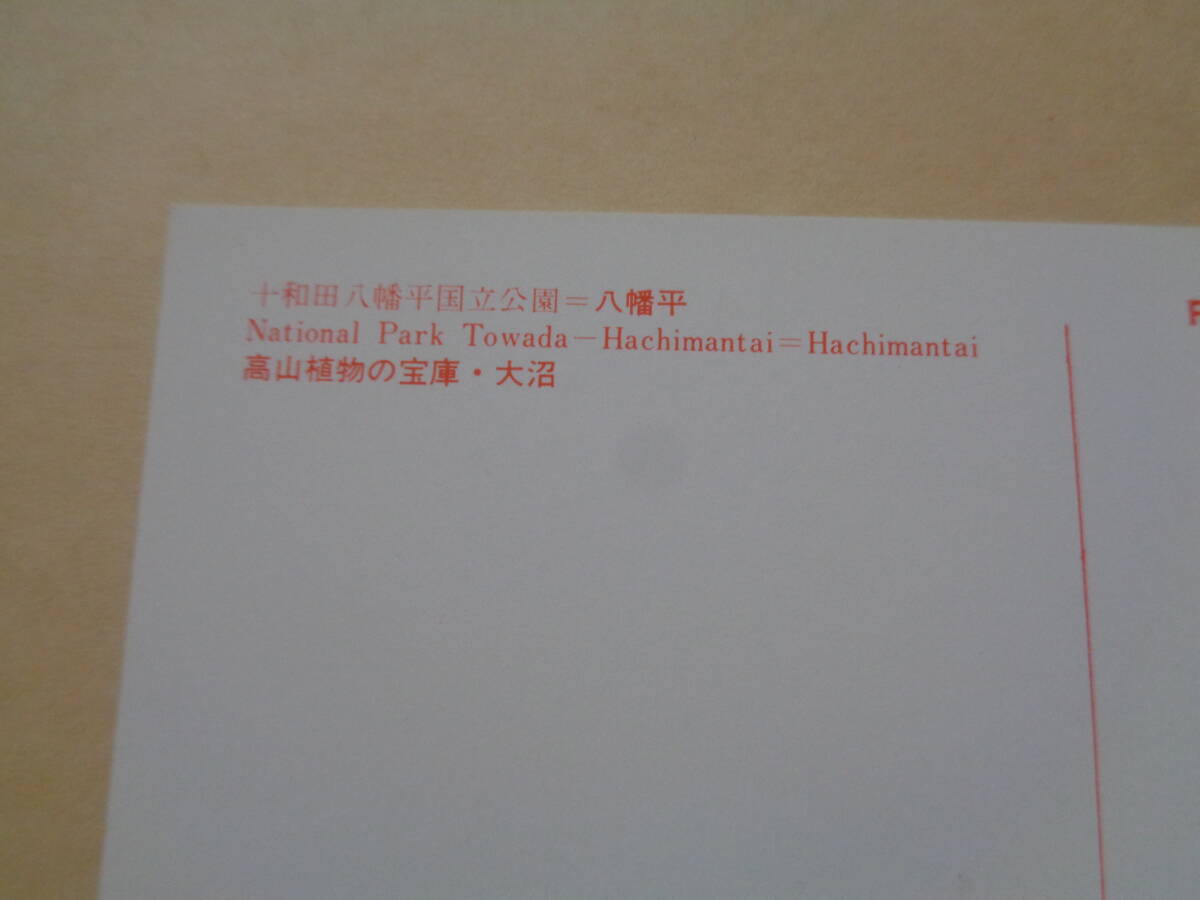 十和田八幡平国立公園＝八幡平
National Park Towada－Hachimantai＝Hachimantai
高山植物の宝庫・大沼